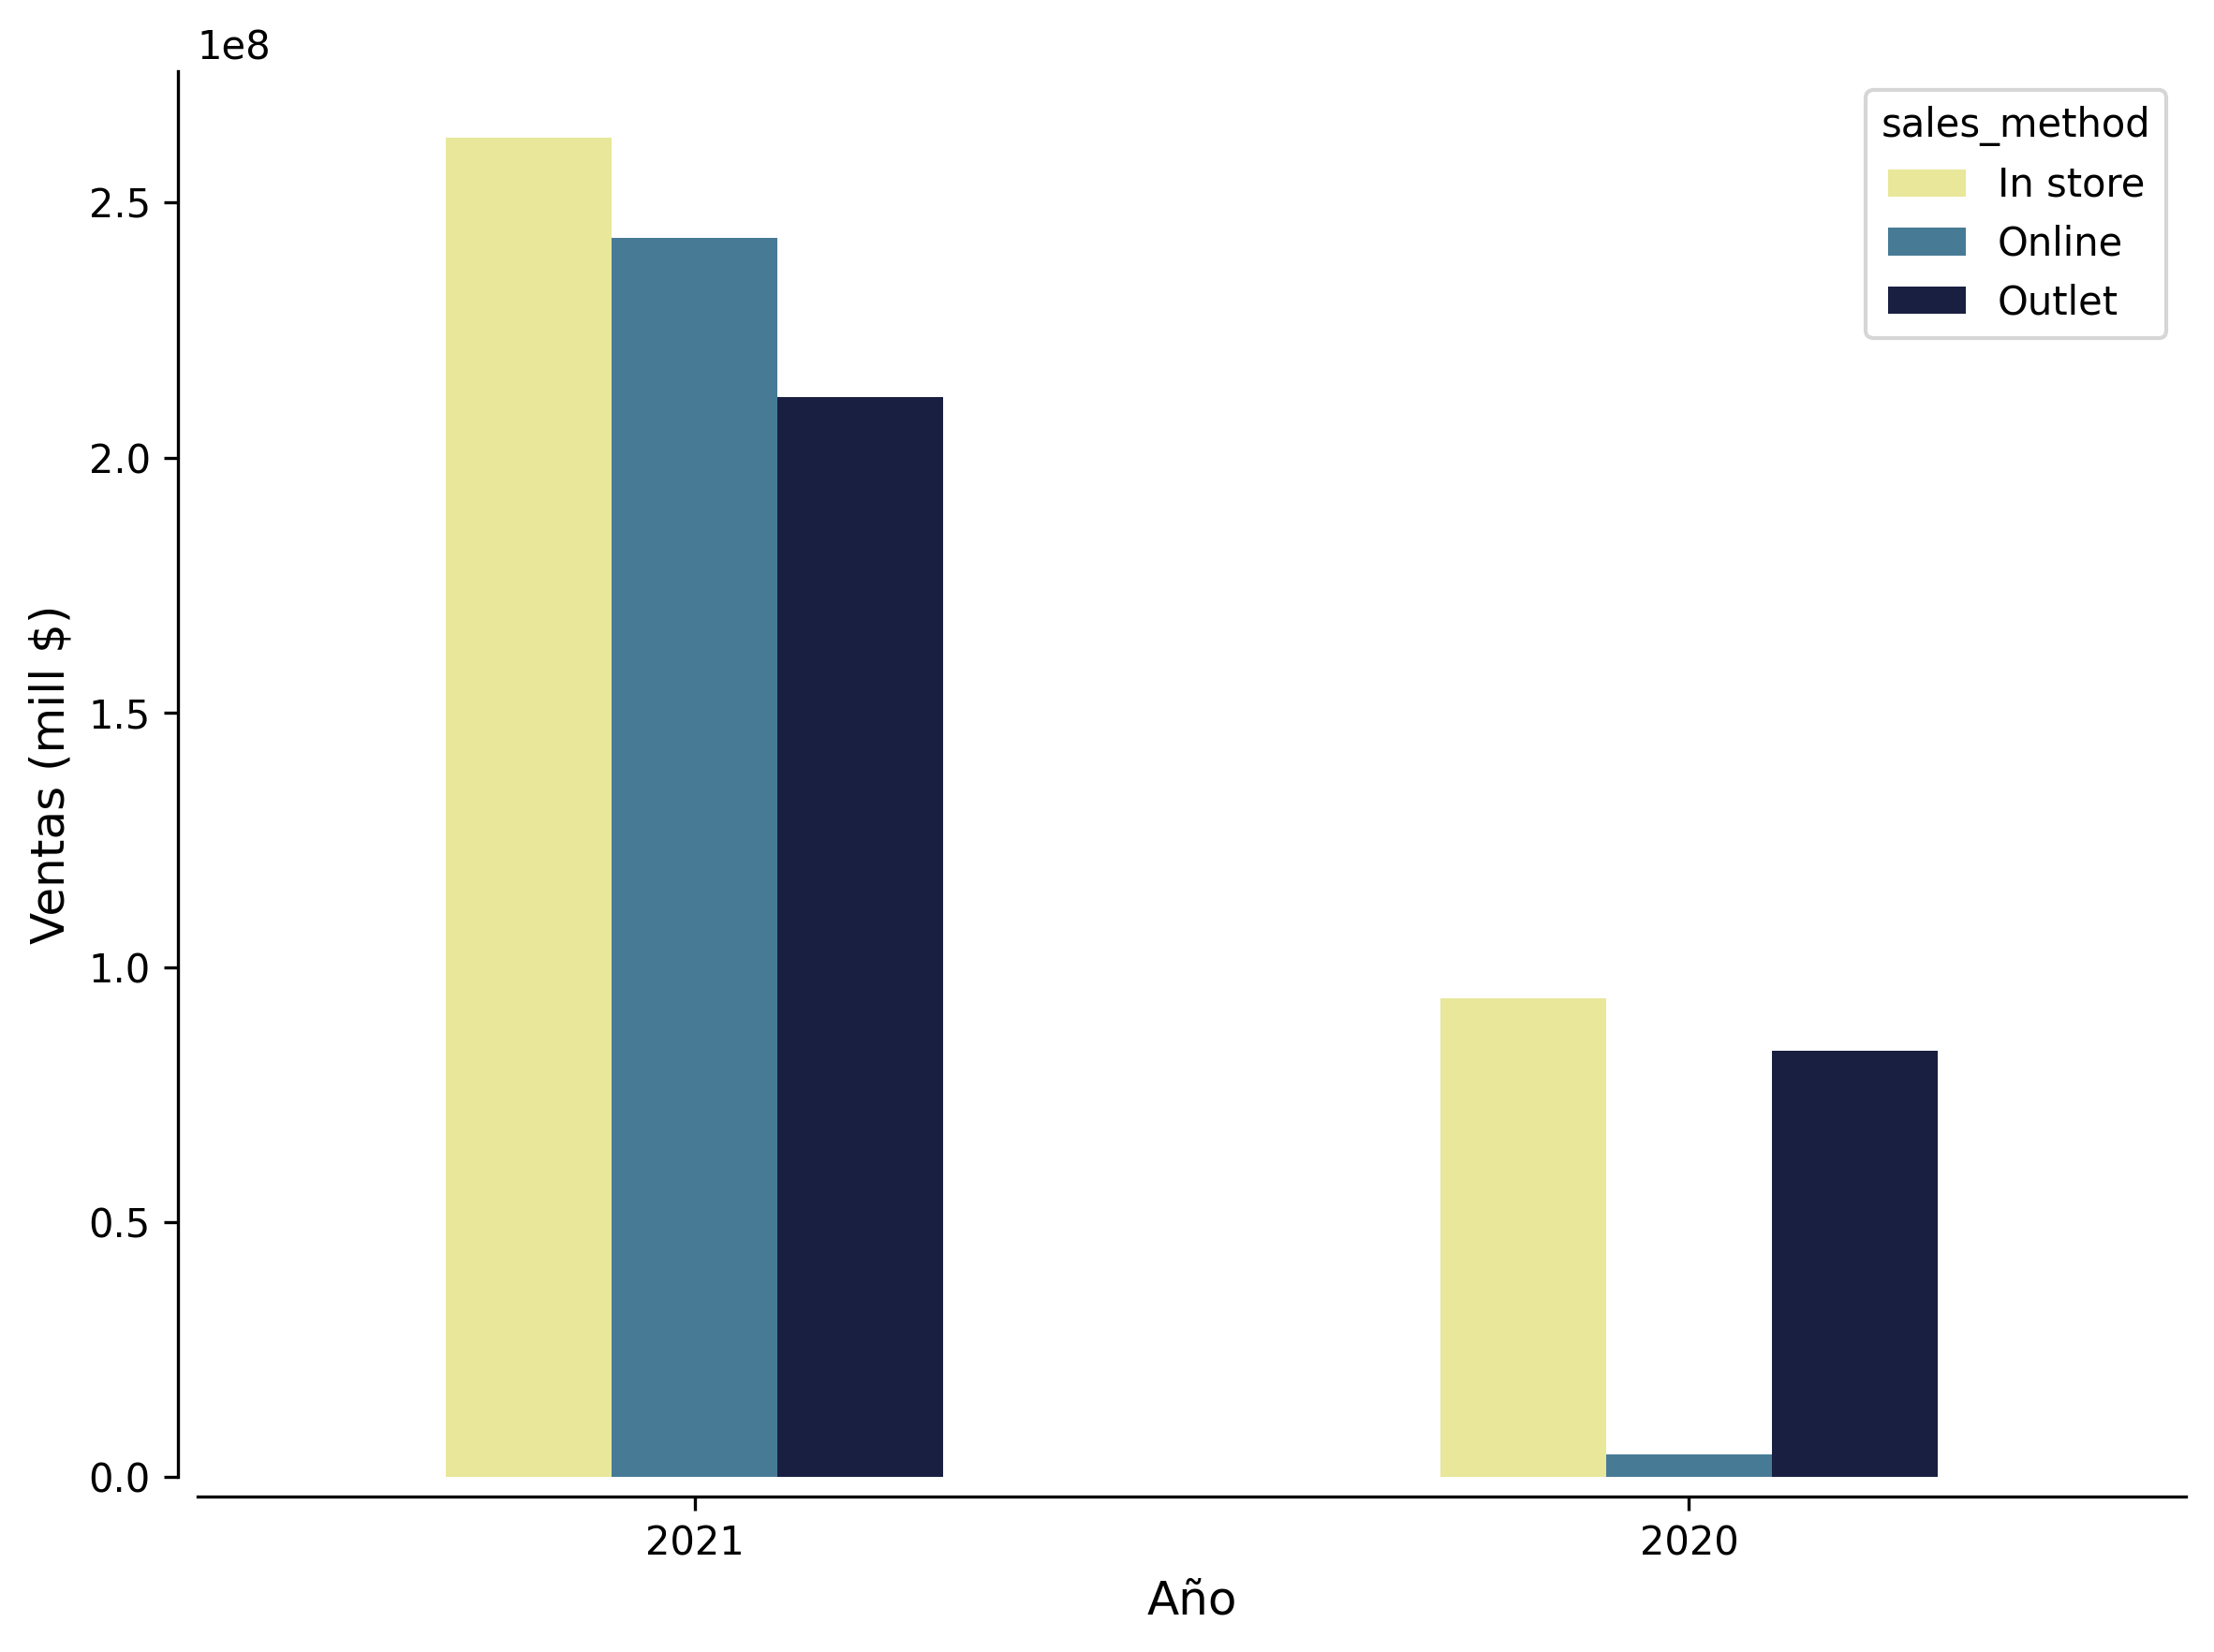 1e8
sales_method
In store
Online
Outlet
2.5
2.0
1.5
1.0
0.5
0.0
Ventas (mill $)
2021
2020
Año